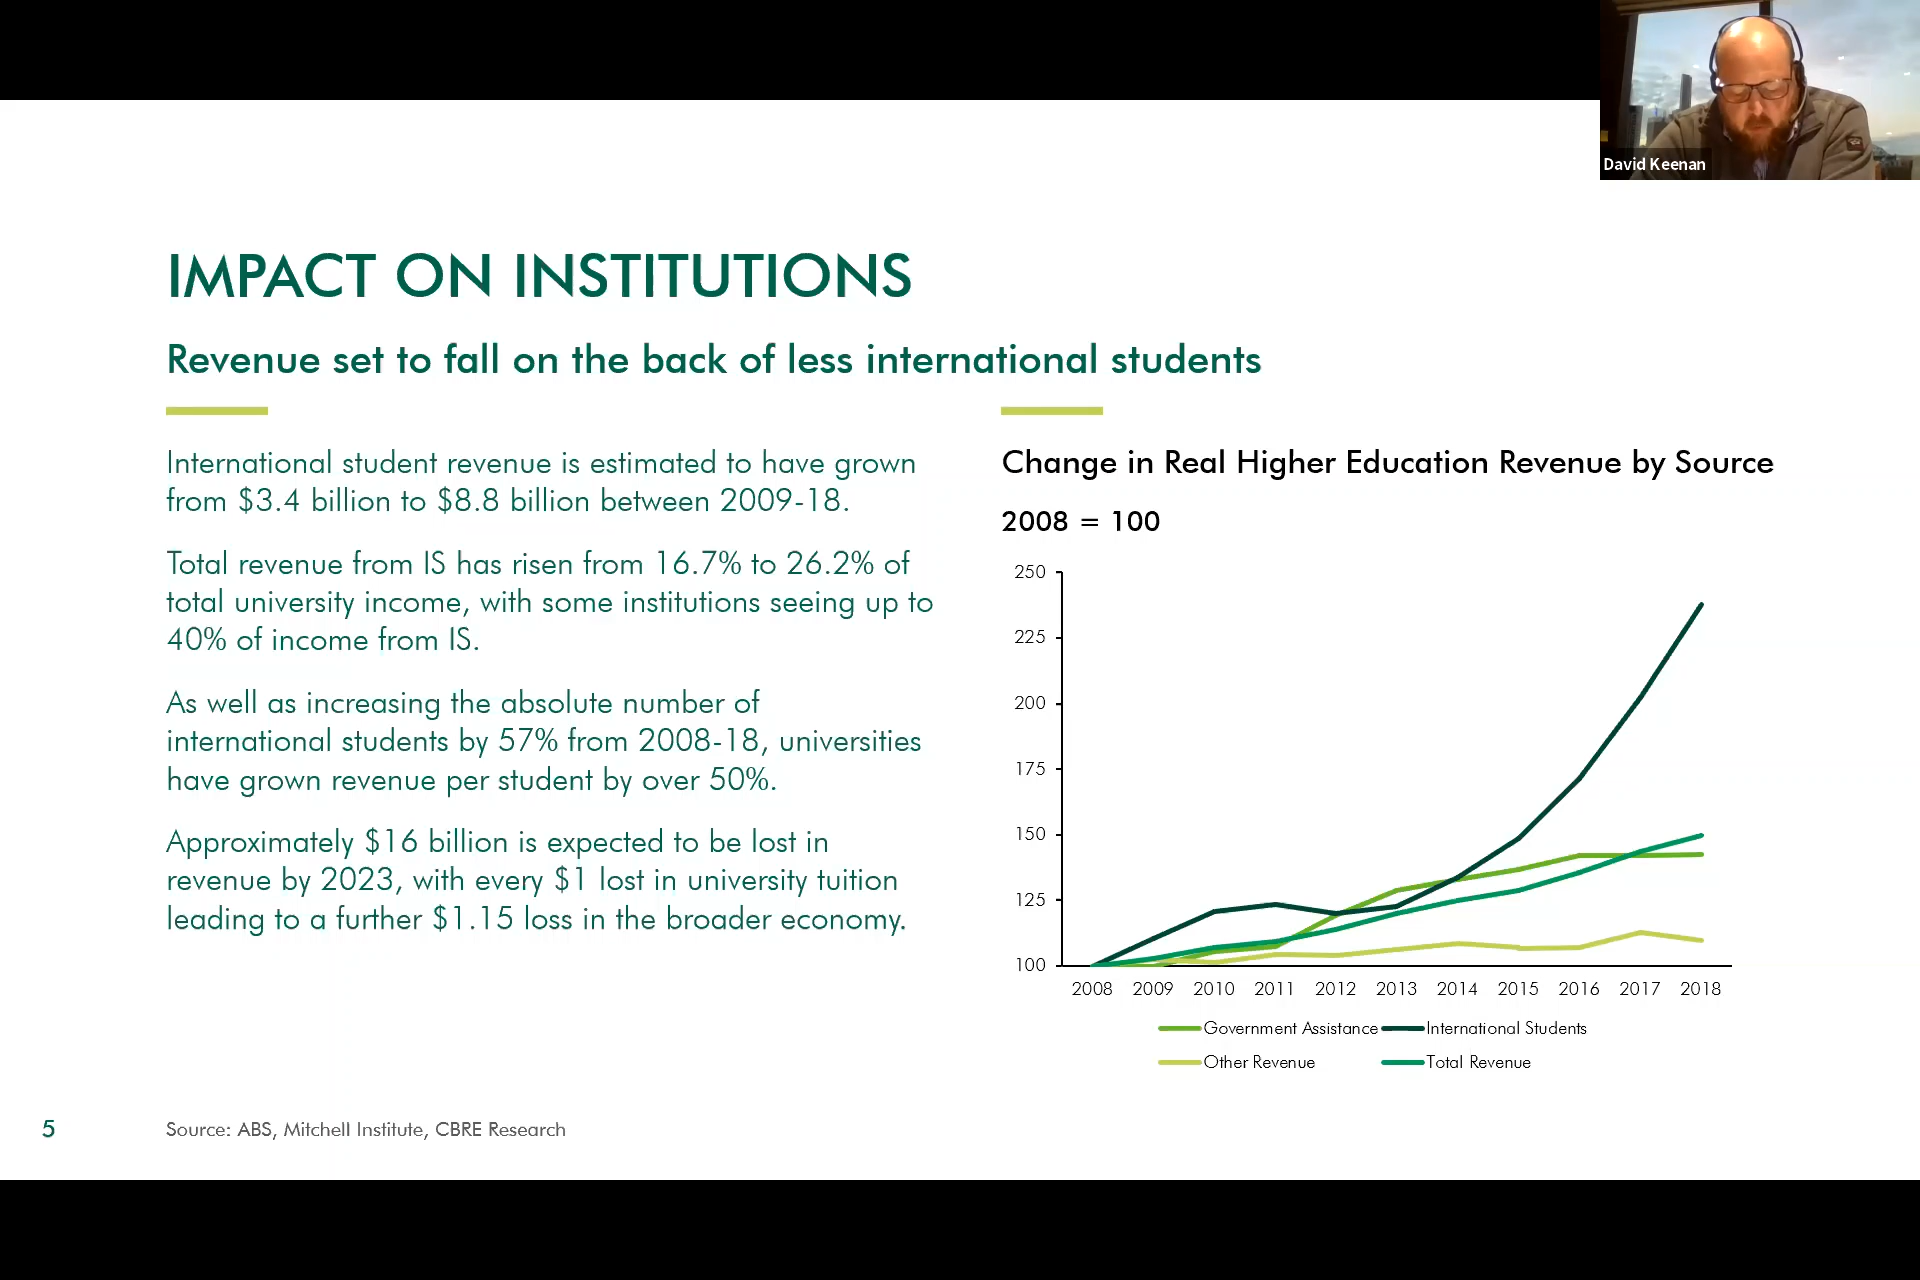 David Keenan
IMPACT ON INSTITUTIONS
Revenue set to fall on the back of less international students
International student revenue is estimated to have grown
from $3.4 billion to $8.8 billion between 2009-18.
Total revenue from IS has risen from 16.7% to 26.2% of
total university income, with some institutions seeing up to
40% of income from IS.
As well as increasing the absolute number of
international students by 57% from 2008-18, universities
have grown revenue per student by over 50%.
Approximately $16 billion is expected to be lost in
revenue by 2023, with every $1 lost in university tuition
leading to a further $1.15 loss in the broader economy.
Change in Real Higher Education Revenue by Source
2008 = 100
250
225
200
175
150
125
100
2008 2009 2010 2011 2012 2013 2014 2015 2016 2017 2018
Government Assistance International Students
Other Revenue Total Revenue
5
Source: ABS, Mitchell Institute, CBRE Research